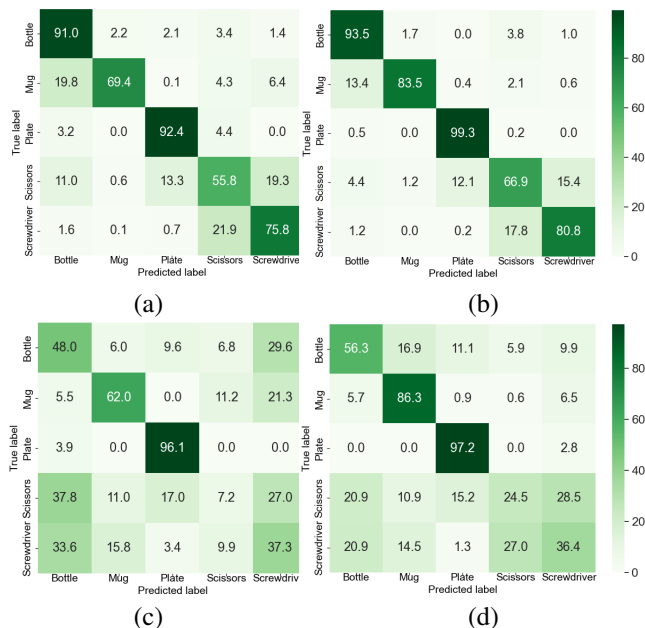 Bottle 91.0 2.2 2.1 3.4 1.4
Mug 19.8 69.4 0.1 4.3 6.4
Plate 3.2 0.0 92.4 4.4 0.0
Scissors 11.0 0.6 13.3 55.8 19.3
Screwdriver 1.6 0.1 0.7 21.9 75.8
True label
Bottle Mug Plate Scissors Screwdriver
Predicted label
(a)
Bottle 93.5 1.7 0.0 3.8 1.0
Mug 13.4 83.5 0.4 2.1 0.6
Plate 0.5 0.0 99.3 0.2 0.0
Scissors 4.4 1.2 12.1 66.9 15.4
Screwdriver 1.2 0.0 0.2 17.8 80.8
True label
Bottle Mug Plate Scissors Screwdriver
Predicted label
(b)
80
60
40
20
0
Bottle 48.0 6.0 9.6 6.8 29.6
Mug 5.5 62.0 0.0 11.2 21.3
Plate 3.9 0.0 96.1 0.0 0.0
Scissors 37.8 11.0 17.0 7.2 27.0
Screwdriver 33.6 15.8 3.4 9.9 37.3
True label
Bottle Mug Plate Scissors Screwdriv
Predicted label
(c)
Bottle 56.3 16.9 11.1 5.9 9.9
Mug 5.7 86.3 0.9 0.6 6.5
Plate 0.0 0.0 97.2 0.0 2.8
Scissors 20.9 10.9 15.2 24.5 28.5
Screwdriver 20.9 14.5 1.3 27.0 36.4
True label
Bottle Mug Plate Scissors Screwdriver
Predicted label
(d)
80
60
40
20
0